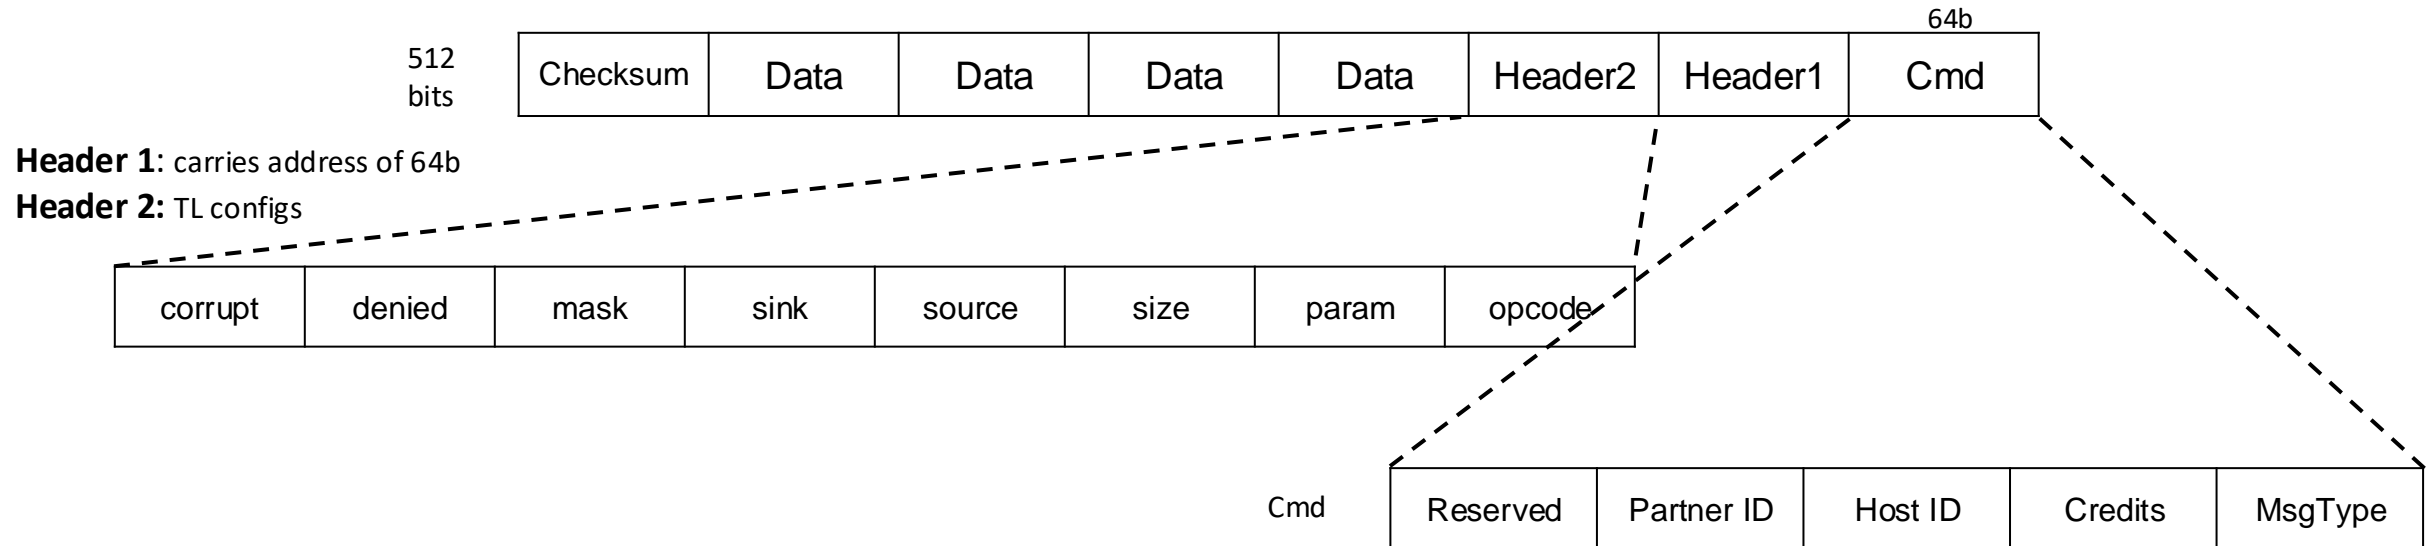 64b
512
bits
Checksum Data Data Data Data Header2 Header1 Cmd
Header 1: carries address of 64b
Header 2: TL configs
corrupt denied mask sink source size param opcode
Cmd Reserved Partner ID Host ID Credits MsgType